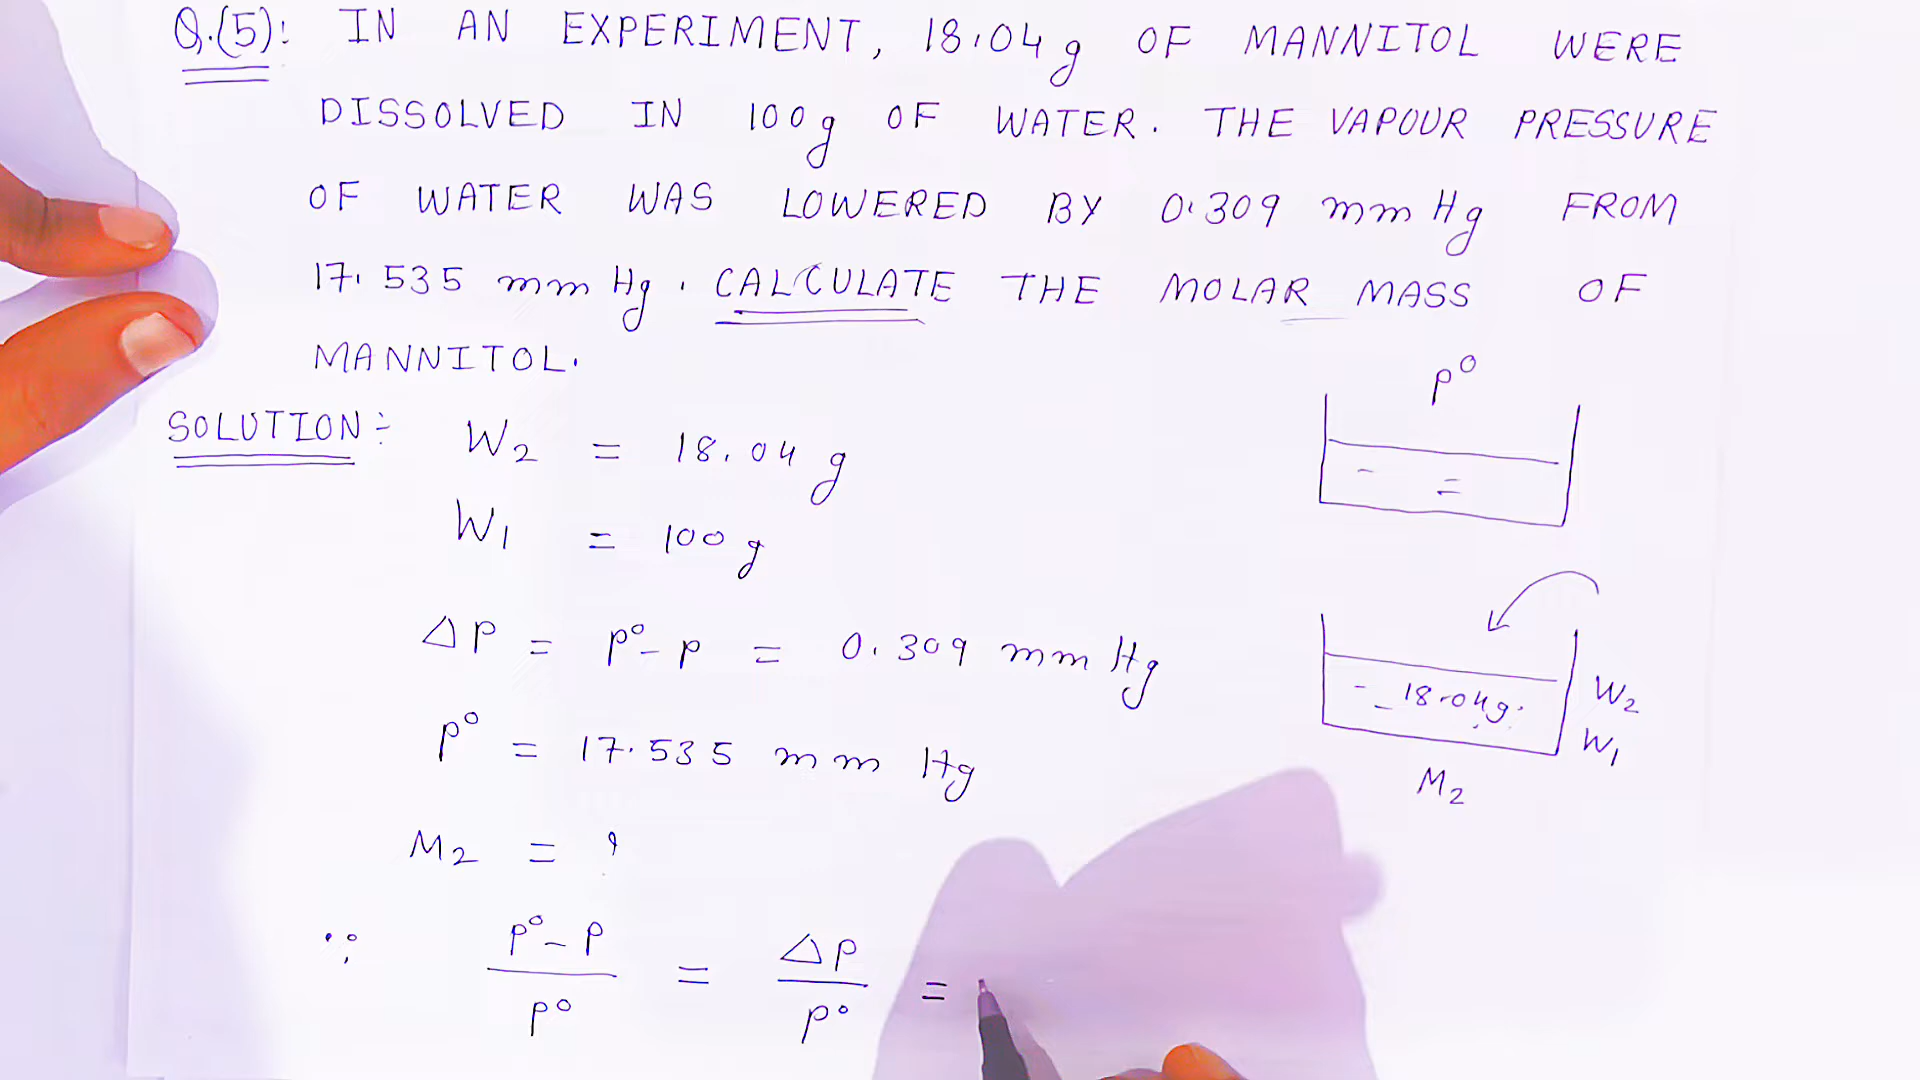 Q.(5): IN AN EXPERIMENT, 18.04 g OF MANNITOL WERE
DISSOLVED IN 100 g OF WATER. THE VAPOUR PRESSURE
OF WATER WAS LOWERED BY 0.309 mm Hg FROM
17.535 mm Hg. CALCULATE THE MOLAR MASS OF
MANNITOL.
P°
SOLUTION:-
W2 = 18.04 g
W1 = 100 g
ΔP = P° - P = 0.309 mm Hg
18.04g.
W2
W1
P° = 17.535 mm Hg
M2
M2 = ?
∵ P° - P / P° = ΔP / P° =